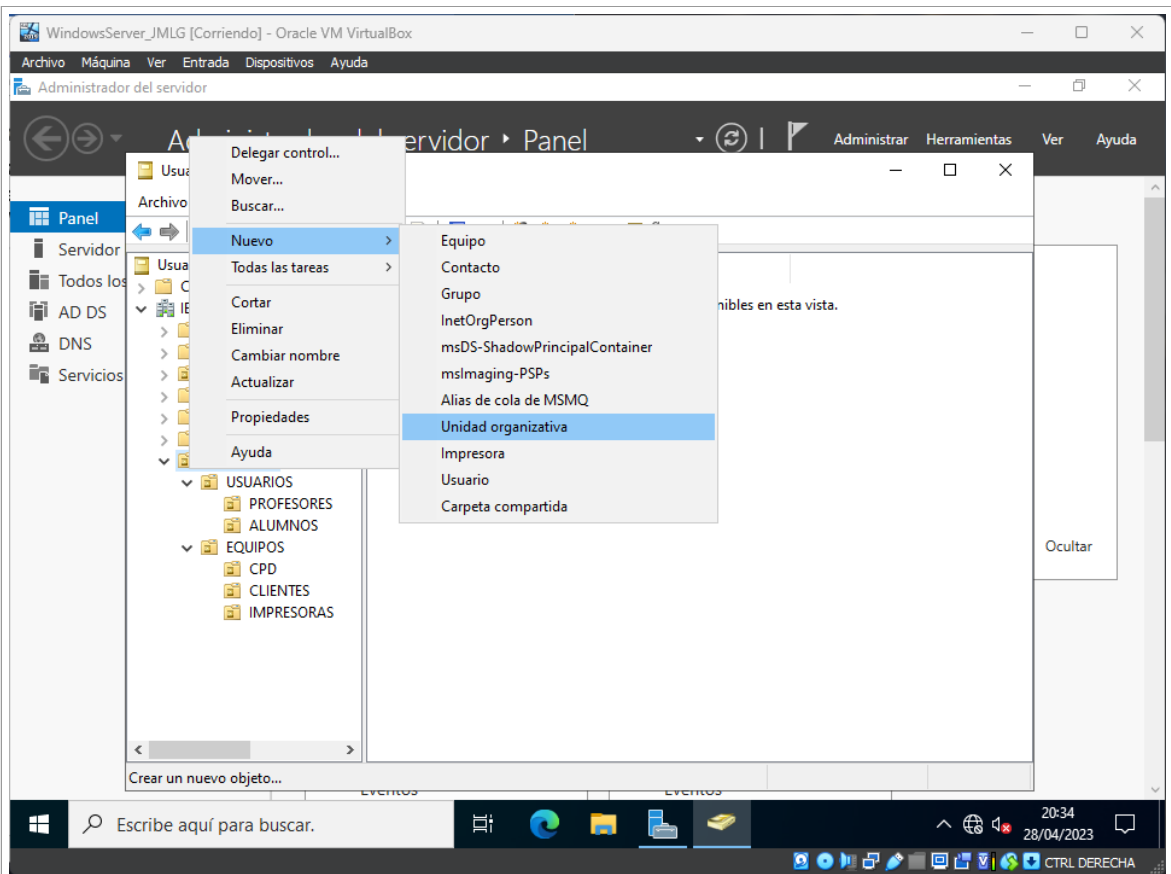 WindowsServer_JMLG [Corriendo] - Oracle VM VirtualBox
Archivo Máquina Ver Entrada Dispositivos Ayuda
Administrador del servidor
ervidor ‣ Panel
Administrar Herramientas Ver Ayuda
Usua
Archivo
Delegar control...
Mover...
Buscar...
Nuevo
Todas las tareas
Cortar
Eliminar
Cambiar nombre
Actualizar
Propiedades
Ayuda
Equipo
Contacto
Grupo
InetOrgPerson
msDS-ShadowPrincipalContainer
msImaging-PSPs
Alias de cola de MSMQ
Unidad organizativa
Impresora
Usuario
Carpeta compartida
nibles en esta vista.
Panel
Servidor
Todos los
AD DS
DNS
Servicios
Usua
C
IE
USUARIOS
PROFESORES
ALUMNOS
EQUIPOS
CPD
CLIENTES
IMPRESORAS
Ocultar
Crear un nuevo objeto...
Eventos Eventos
Escribe aquí para buscar.
20:34
28/04/2023
CTRL DERECHA